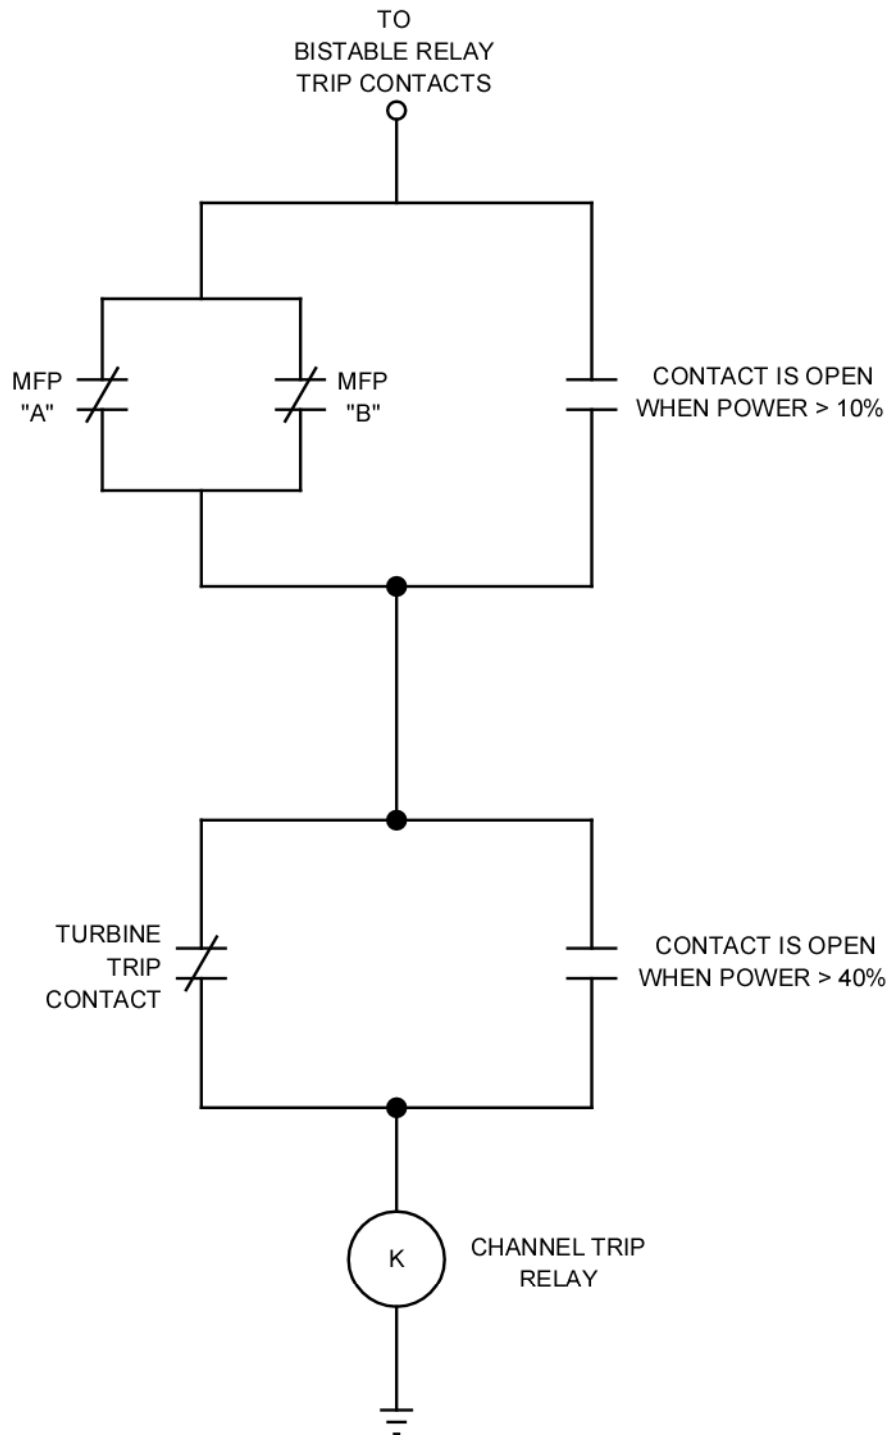 TO
BISTABLE RELAY
TRIP CONTACTS
MFP
"A"
MFP
"B"
CONTACT IS OPEN
WHEN POWER > 10%
TURBINE
TRIP
CONTACT
CONTACT IS OPEN
WHEN POWER > 40%
K
CHANNEL TRIP
RELAY